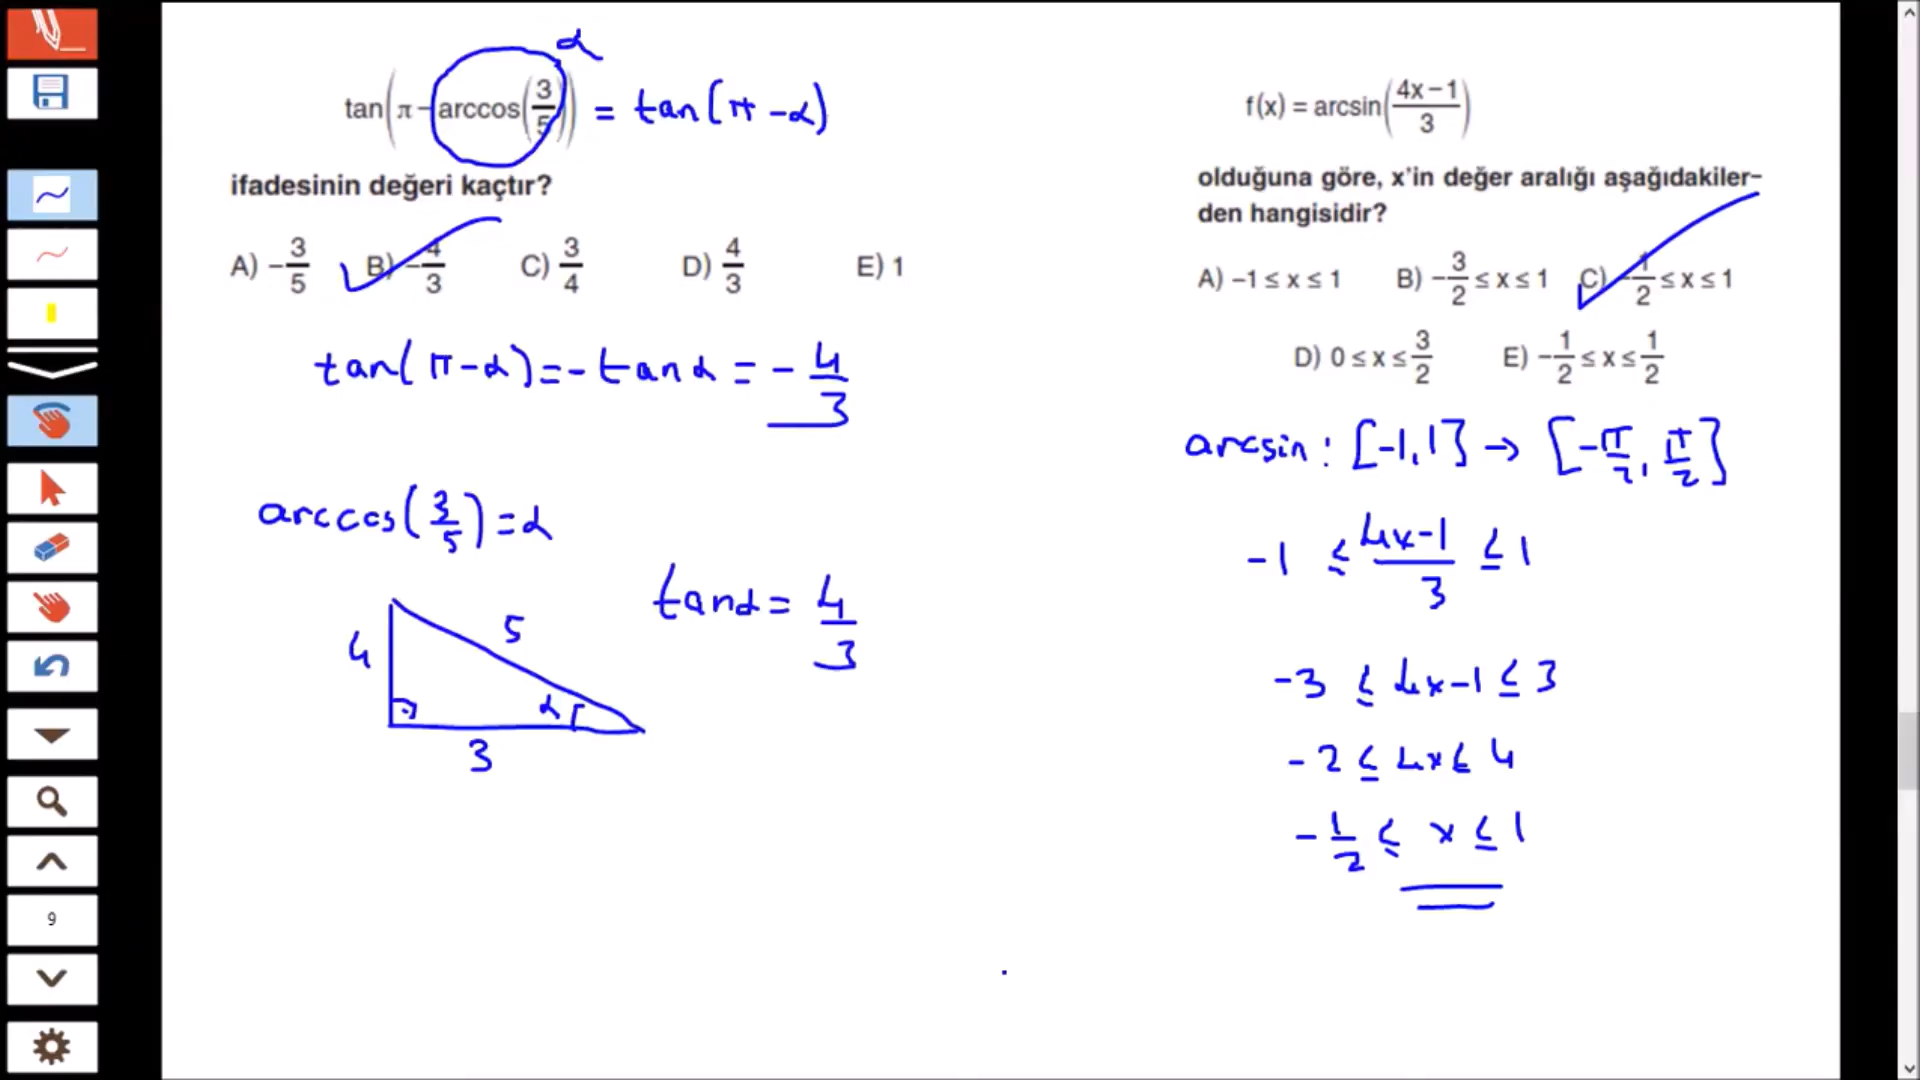 tan(π-arccos(3/5)) = tan(π-α)
α
ifadesinin değeri kaçtır?
A) -3/5 B) -4/3 C) 3/4 D) 4/3 E) 1
tan(π-α)=-tanα = -4/3
arccos(3/5)=α
tanα= 4/3
4
5
α
3
f(x) = arcsin((4x-1)/3)
olduğuna göre, x'in değer aralığı aşağıdakiler-
den hangisidir?
A) -1 ≤ x ≤ 1 B) -3/2 ≤ x ≤ 1 C) -1/2 ≤ x ≤ 1
D) 0 ≤ x ≤ 3/2 E) -1/2 ≤ x ≤ 1/2
arcsin : [-1,1] → [-π/2, π/2]
-1 ≤ (4x-1)/3 ≤ 1
-3 ≤ 4x-1 ≤ 3
-2 ≤ 4x ≤ 4
-1/2 ≤ x ≤ 1
9